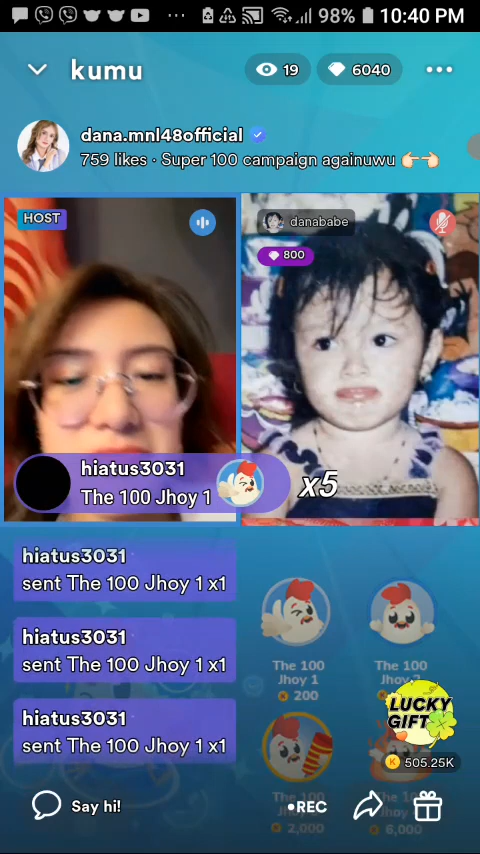 98% 10:40 PM
kumu
19
6040
dana.mnl48official
759 likes · Super 100 campaign againuwu
HOST
danababe
800
hiatus3031
The 100 Jhoy 1
x5
hiatus3031
sent The 100 Jhoy 1 x1
hiatus3031
sent The 100 Jhoy 1 x1
hiatus3031
sent The 100 Jhoy 1 x1
The 100
Jhoy 1
200
The 100
LUCKY
GIFT
K 505.25K
2,000
6,000
Say hi!
•REC